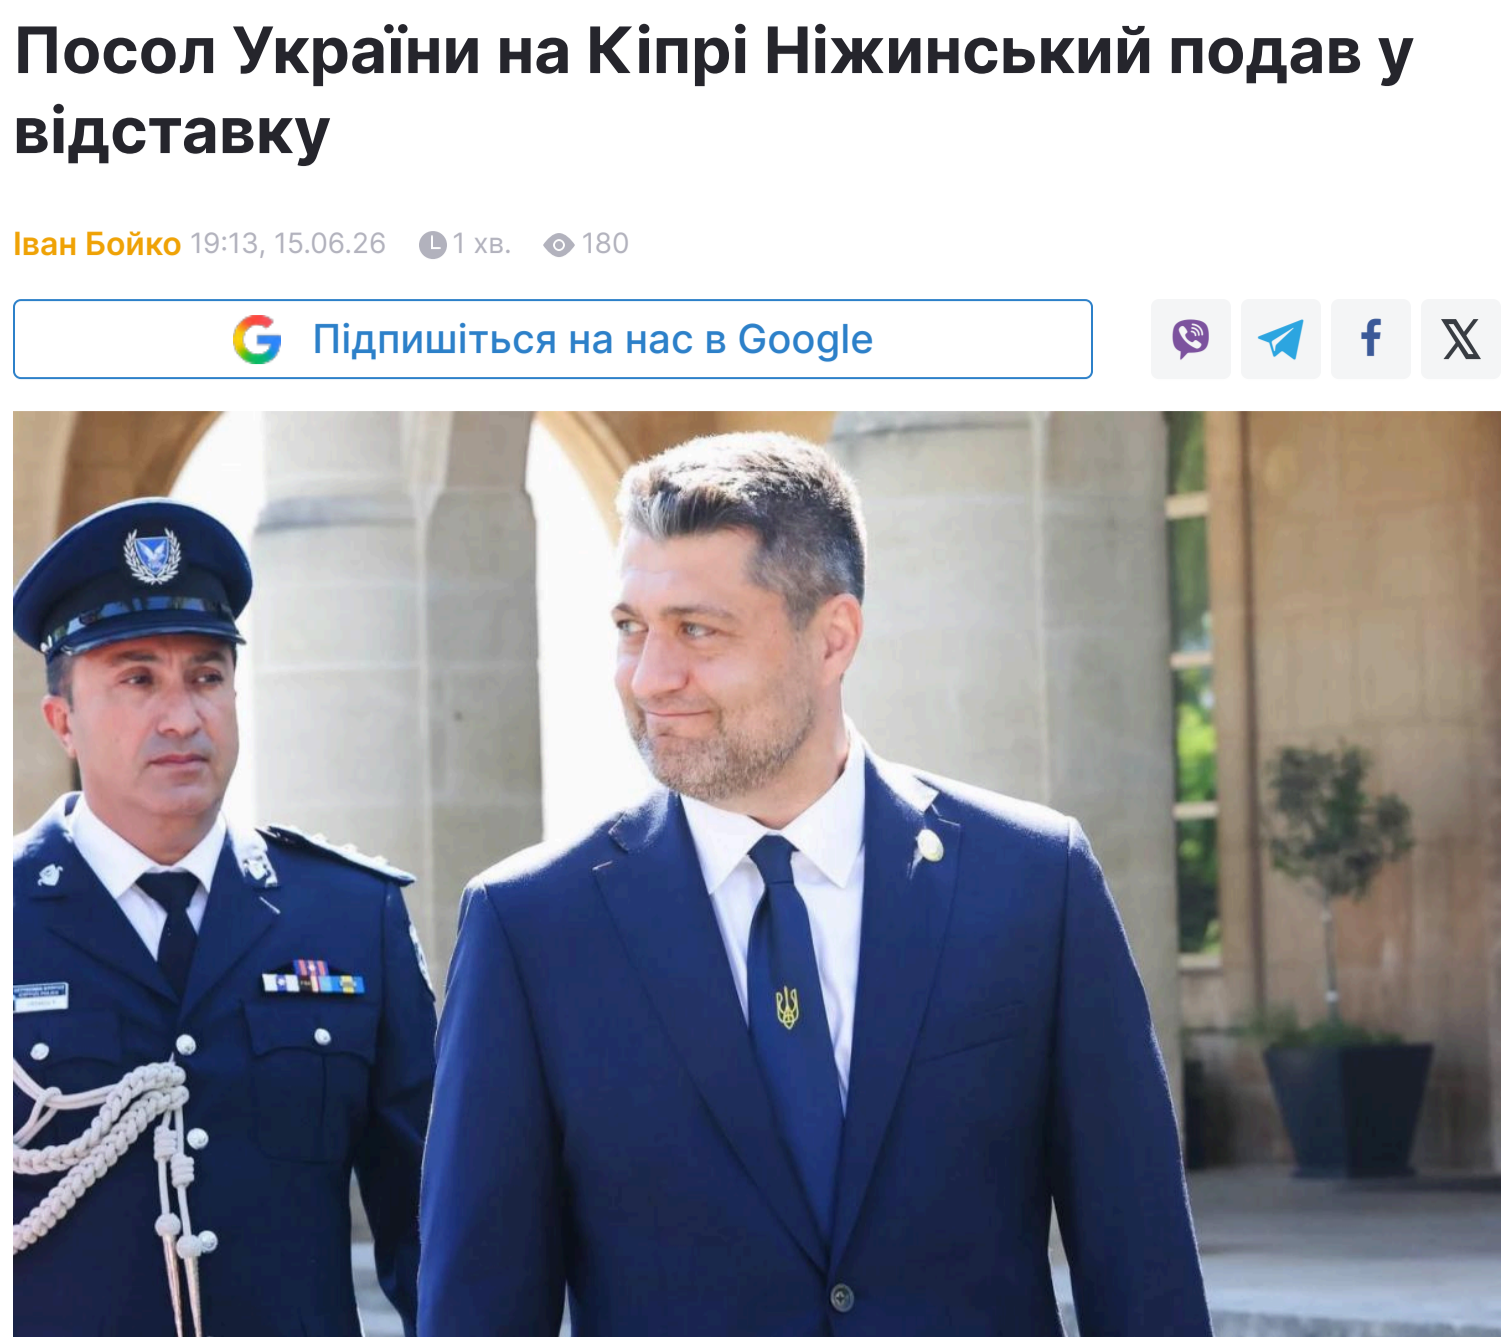 Посол України на Кіпрі Ніжинський подав у
відставку
Іван Бойко 19:13, 15.06.26 1 хв. 180
Підпишіться на нас в Google